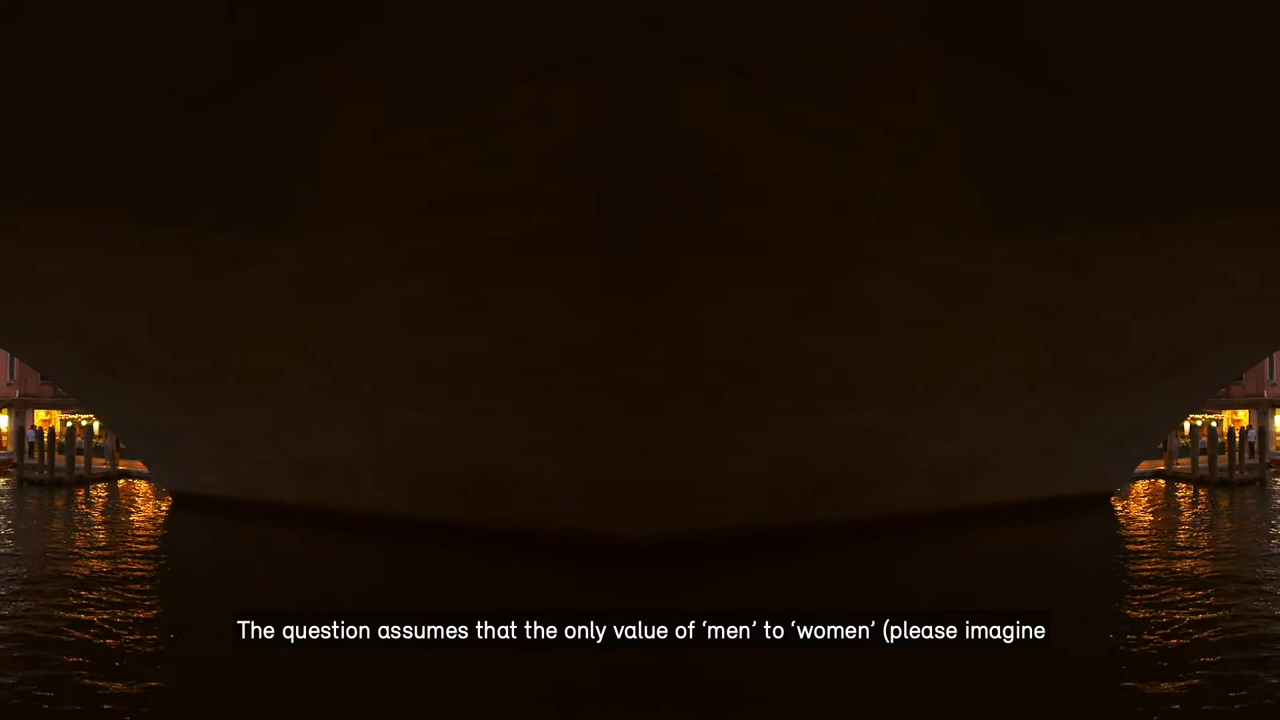 The question assumes that the only value of ‘men’ to ‘women’ (please imagine